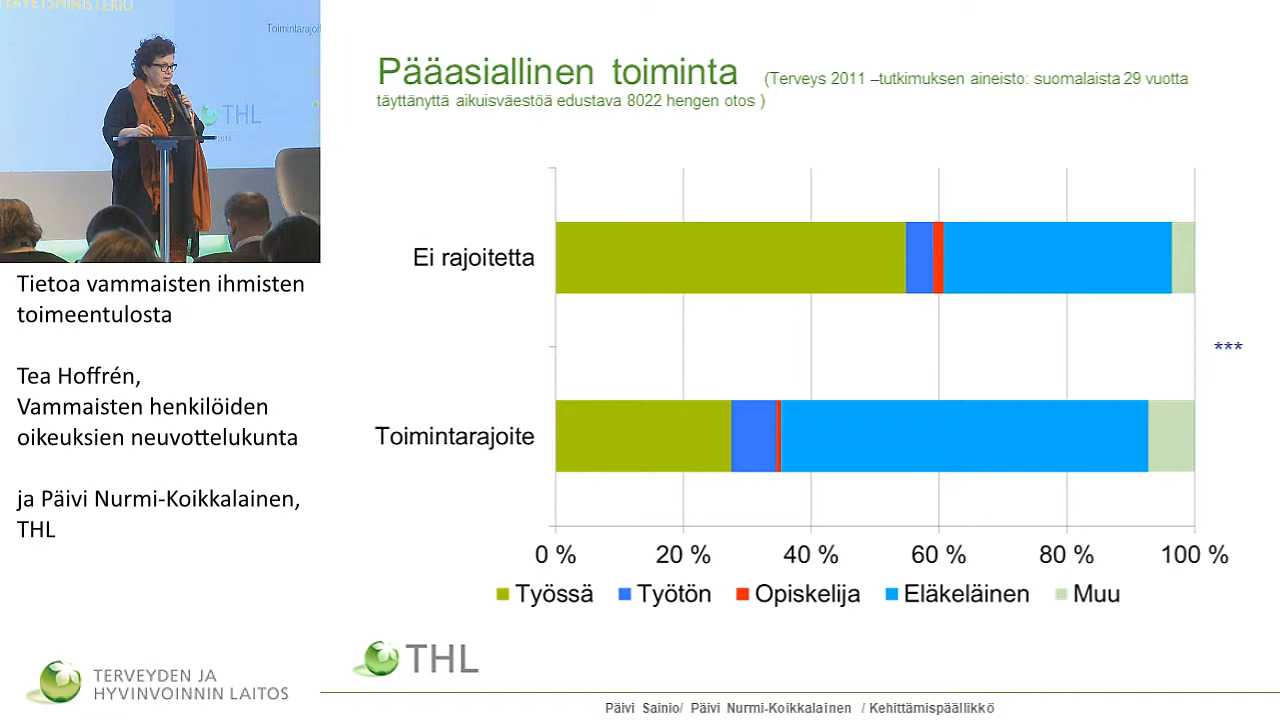 Toimintarajoit
THL
Tietoa vammaisten ihmisten
toimeentulosta
Tea Hoffrén,
Vammaisten henkilöiden
oikeuksien neuvottelukunta
ja Päivi Nurmi-Koikkalainen,
THL
TERVEYDEN JA
HYVINVOINNIN LAITOS
Pääasiallinen toiminta (Terveys 2011 –tutkimuksen aineisto: suomalaista 29 vuotta
täyttänyttä aikuisväestöä edustava 8022 hengen otos )
Ei rajoitetta
***
Toimintarajoite
0 % 20 % 40 % 60 % 80 % 100 %
Työssä Työtön Opiskelija Eläkeläinen Muu
THL
Päivi Sainio/ Päivi Nurmi-Koikkalainen / Kehittämispäällikkö